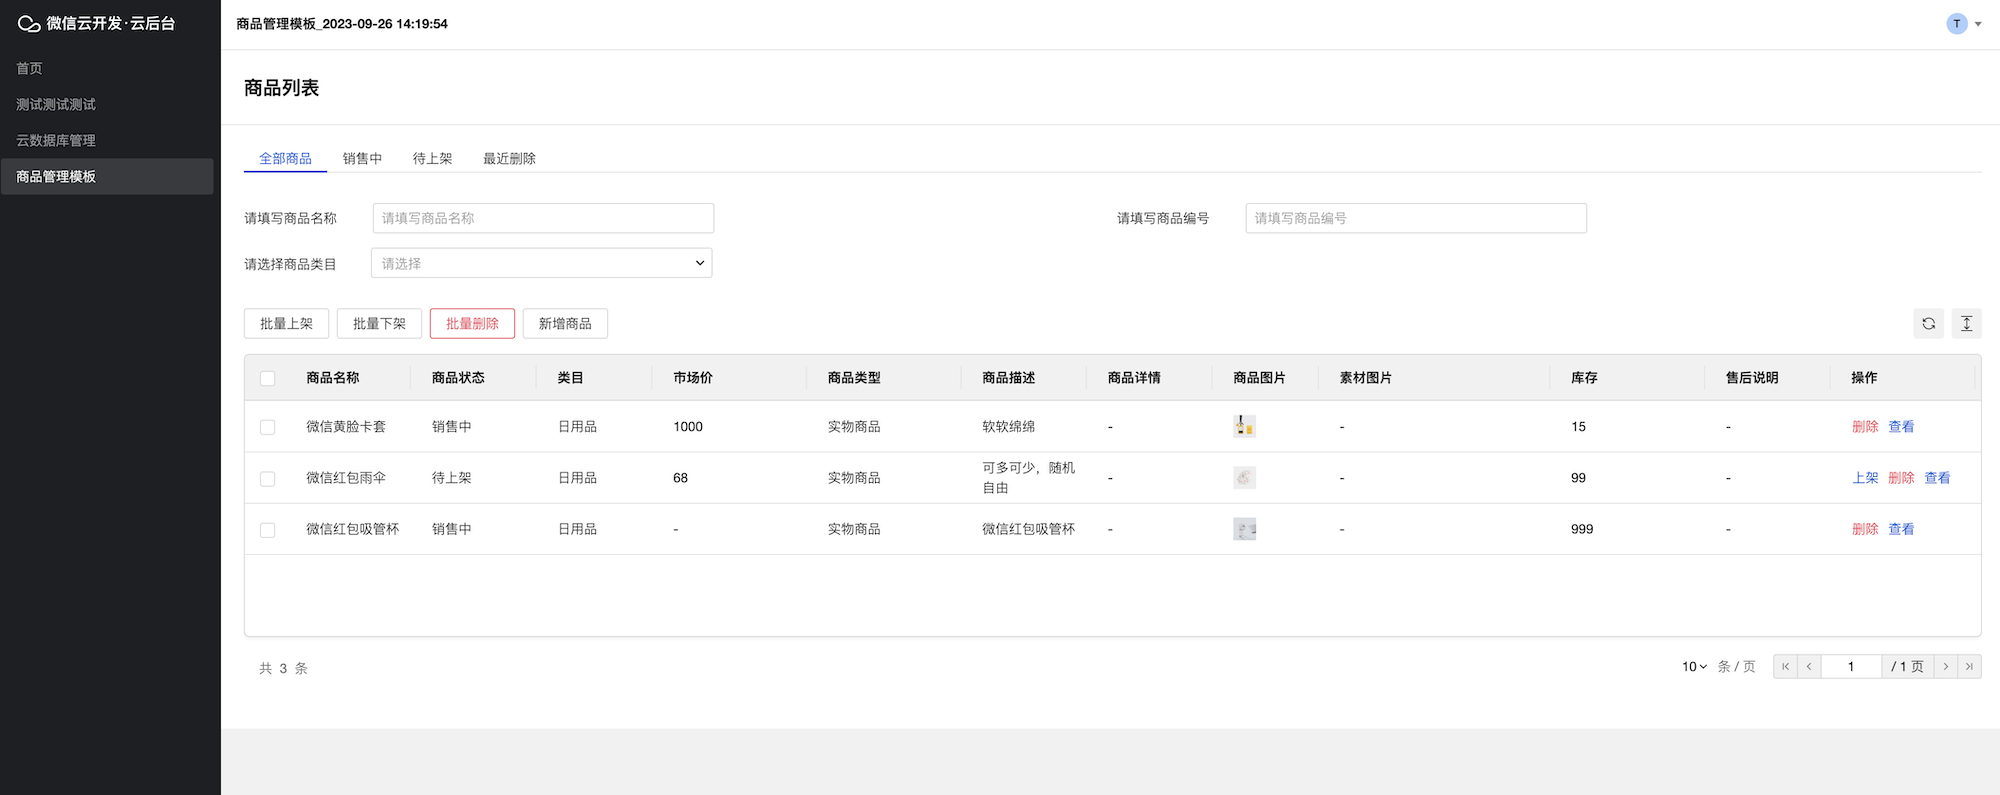 微信云开发·云后台
首页
测试测试测试
云数据库管理
商品管理模板
商品管理模板_2023-09-26 14:19:54
T
商品列表
全部商品 销售中 待上架 最近删除
请填写商品名称 请填写商品名称 请填写商品编号 请填写商品编号
请选择商品类目 请选择
批量上架 批量下架 批量删除 新增商品
商品名称 商品状态 类目 市场价 商品类型 商品描述 商品详情 商品图片 素材图片 库存 售后说明 操作
微信黄脸卡套 销售中 日用品 1000 实物商品 软软绵绵 - - 15 - 删除 查看
微信红包雨伞 待上架 日用品 68 实物商品 可多可少，随机自由 - - 99 - 上架 删除 查看
微信红包吸管杯 销售中 日用品 - 实物商品 微信红包吸管杯 - - 999 - 删除 查看
共 3 条 10 条 / 页 1 / 1 页